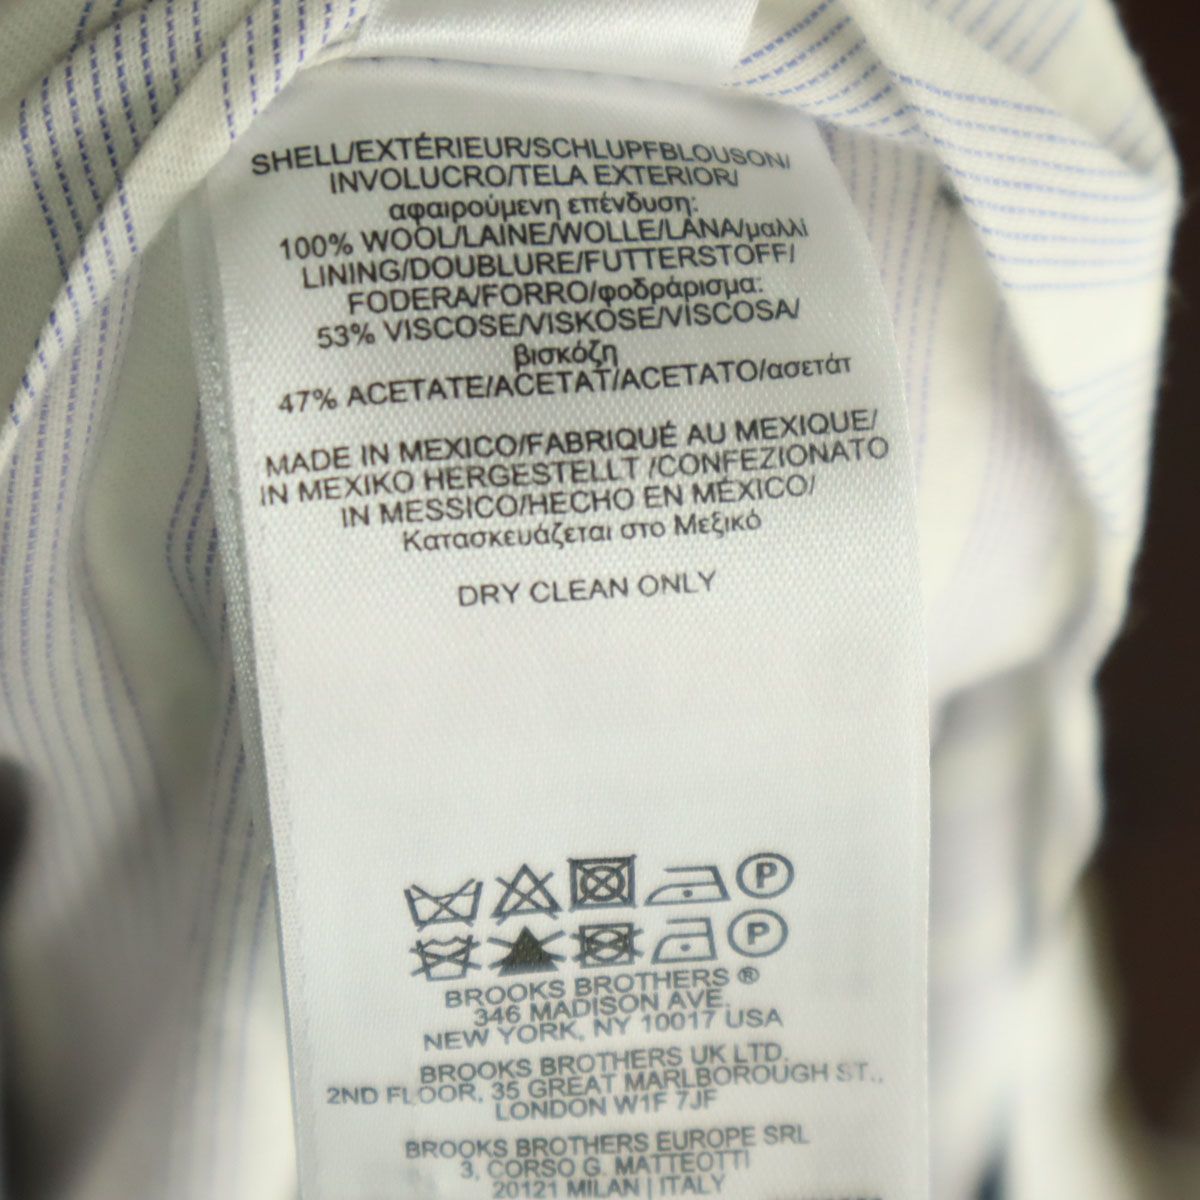 SHELL/EXTÉRIEUR/SCHLUPFBLOUSON/
INVOLUCRO/TELA EXTERIOR/
αφαιρούμενη επένδυση:
100% WOOL/LAINE/WOLLE/LANA/μαλλί
LINING/DOUBLURE/FUTTERSTOFF/
FODERA/FORRO/φοδράρισμα:
53% VISCOSE/VISKOSE/VISCOSA/
βισκόζη
47% ACETATE/ACETAT/ACETATO/ασετάτ
MADE IN MEXICO/FABRIQUÉ AU MEXIQUE/
IN MEXIKO HERGESTELLT /CONFEZIONATO
IN MESSICO/HECHO EN MÉXICO/
Κατασκευάζεται στο Μεξικό
DRY CLEAN ONLY
P
P
BROOKS BROTHERS ®
346 MADISON AVE.
NEW YORK, NY 10017 USA
BROOKS BROTHERS UK LTD.
2ND FLOOR, 35 GREAT MARLBOROUGH ST.,
LONDON W1F 7JF
BROOKS BROTHERS EUROPE SRL
3, CORSO G. MATTEOTTI
20121 MILAN | ITALY